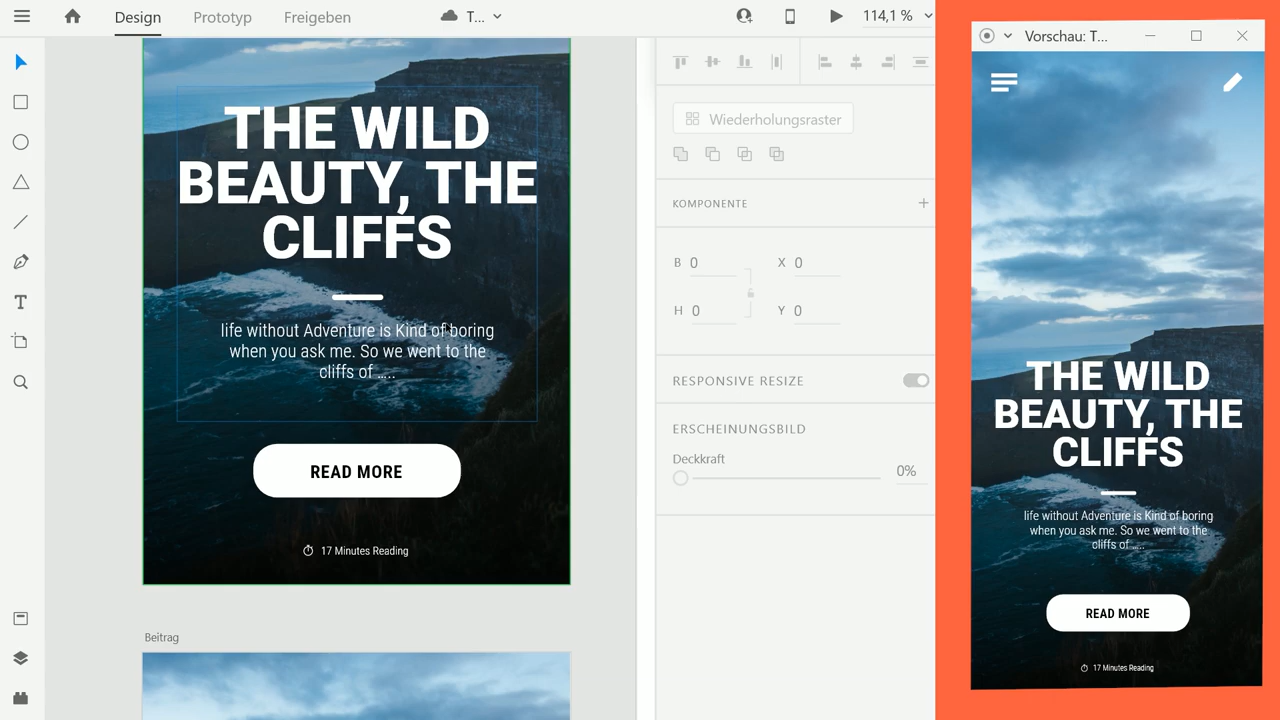 Design
Prototyp
Freigeben
T...
114,1 %
THE WILD
BEAUTY, THE
CLIFFS
life without Adventure is Kind of boring
when you ask me. So we went to the
cliffs of .....
READ MORE
17 Minutes Reading
Beitrag
Wiederholungsraster
KOMPONENTE
B 0
X 0
H 0
Y 0
RESPONSIVE RESIZE
ERSCHEINUNGSBILD
Deckkraft
0%
Vorschau: T...
THE WILD
BEAUTY, THE
CLIFFS
life without Adventure is Kind of boring
when you ask me. So we went to the
cliffs of .....
READ MORE
17 Minutes Reading